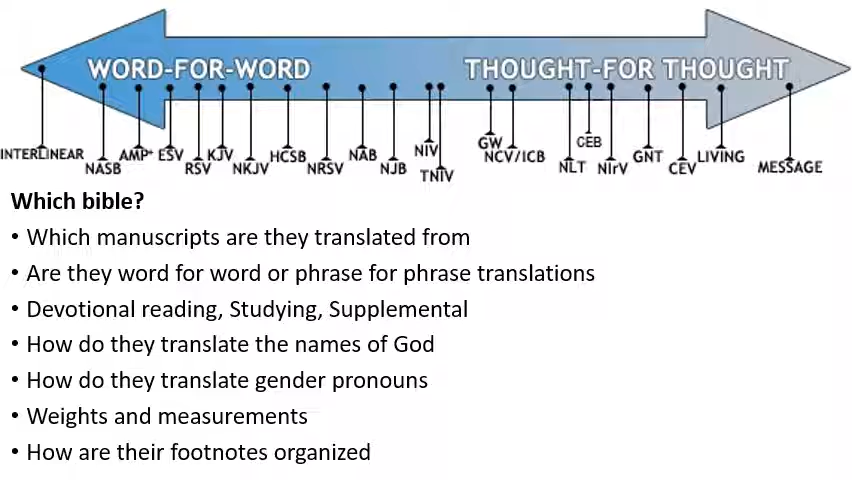 WORD-FOR-WORD THOUGHT-FOR THOUGHT
INTERLINEAR NASB AMP+ ESV RSV KJV NKJV HCSB NRSV NAB NJB NIV TNIV GW NCV/ICB NLT CEB NIrV GNT CEV LIVING MESSAGE
Which bible?
• Which manuscripts are they translated from
• Are they word for word or phrase for phrase translations
• Devotional reading, Studying, Supplemental
• How do they translate the names of God
• How do they translate gender pronouns
• Weights and measurements
• How are their footnotes organized